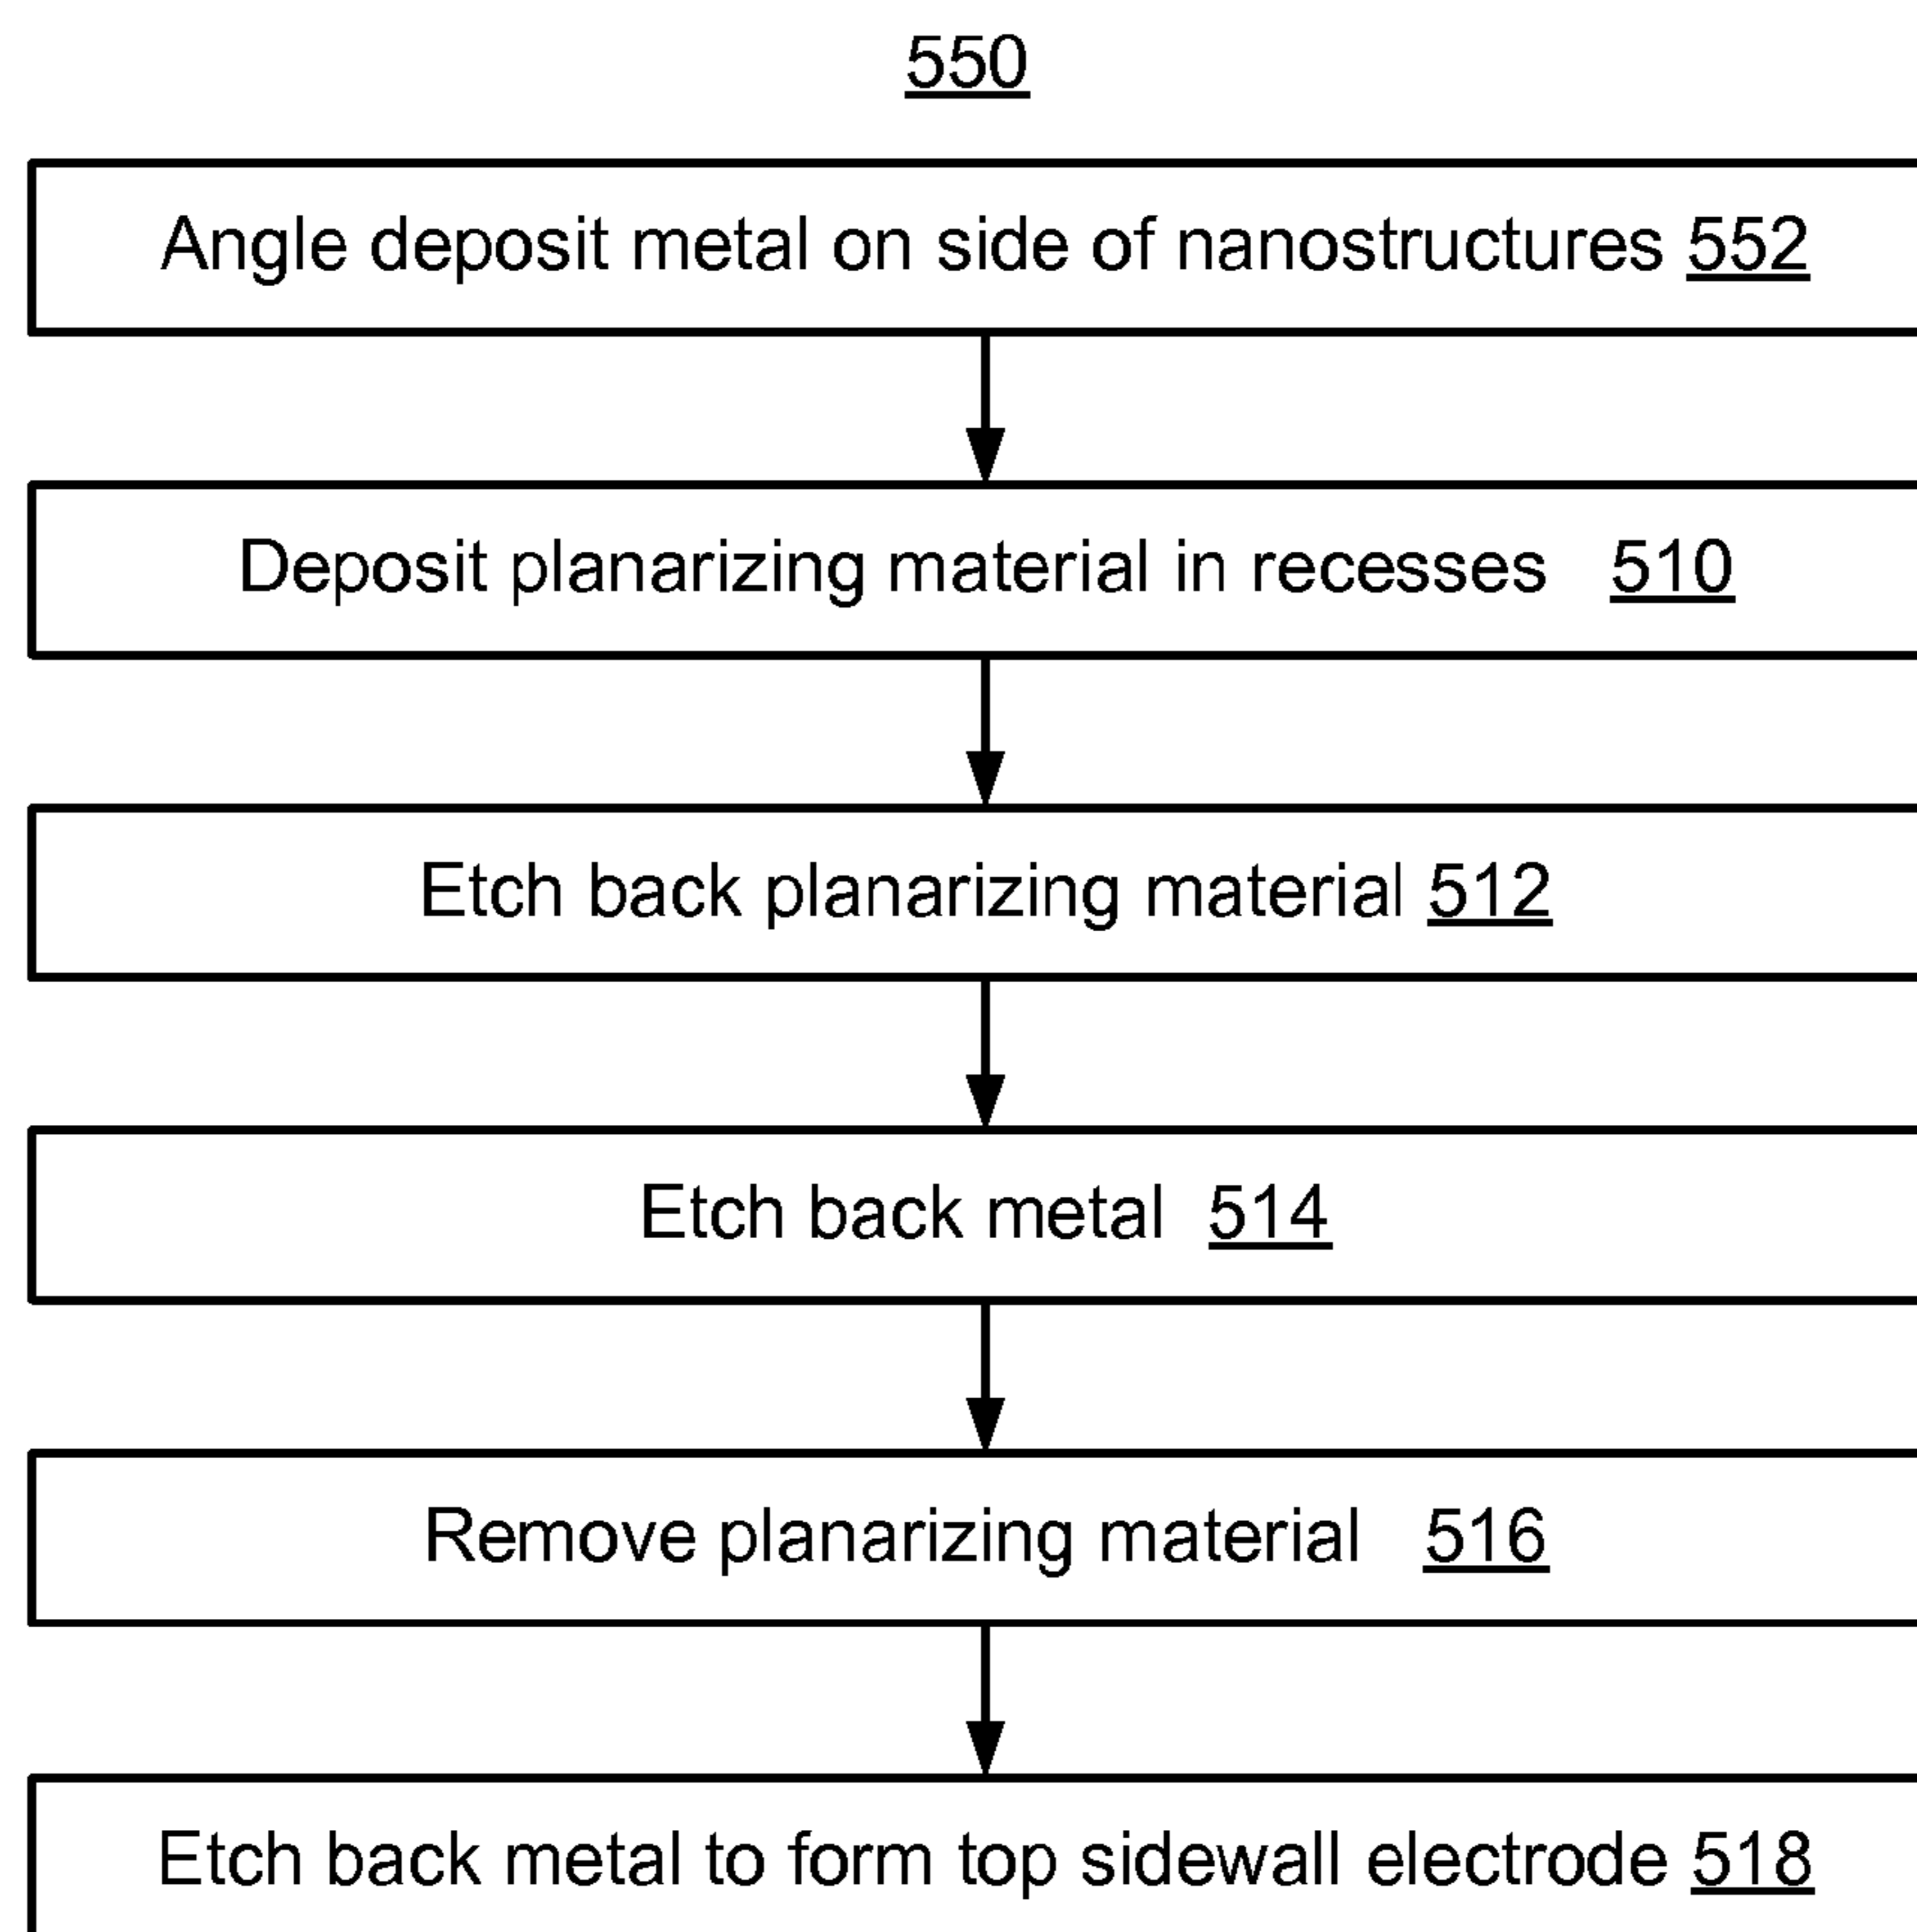 550
Angle deposit metal on side of nanostructures 552
Deposit planarizing material in recesses 510
Etch back planarizing material 512
Etch back metal 514
Remove planarizing material 516
Etch back metal to form top sidewall electrode 518